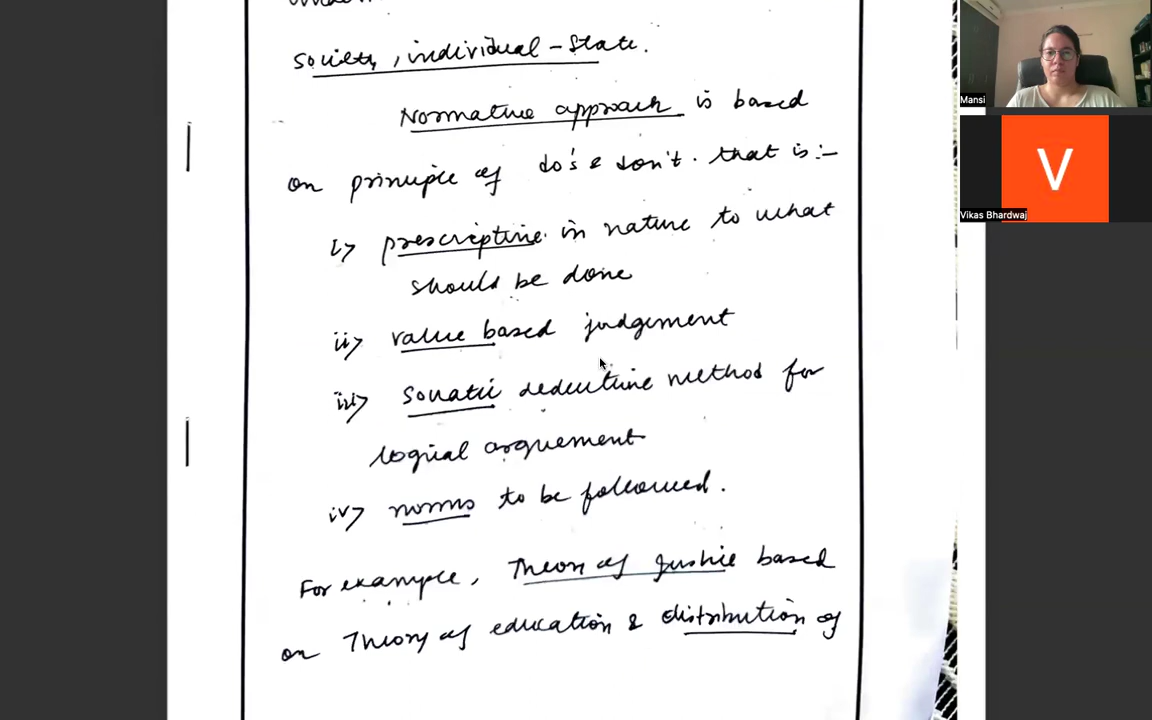 society, individual - State.
Normative approach is based
on principle of do's & don't. that is :-
i> prescriptive in nature to what
should be done
ii> value based judgement
iii> Socratic deductive method for
logical arguement
iv> norms to be followed.
For example, Theory of justice based
on Theory of education & distribution of
Mansi
V
Vikas Bhardwaj